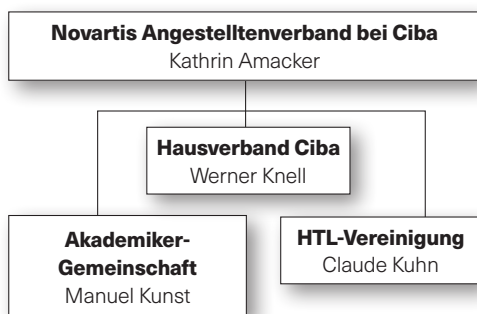 Novartis Angestelltenverband bei Ciba
Kathrin Amacker
Hausverband Ciba
Werner Knell
Akademiker-
Gemeinschaft
Manuel Kunst
HTL-Vereinigung
Claude Kuhn